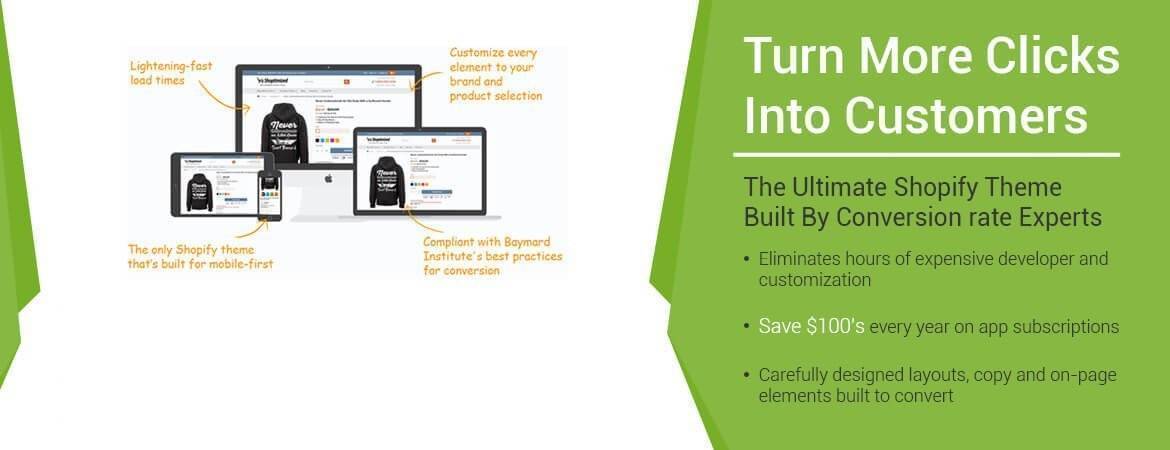 Lightening-fast
load times
Customize every
element to your
brand and
product selection
Shoptimized
Never
The only Shopify theme
that's built for mobile-first
Compliant with Baymard
Institute's best practices
for conversion
Turn More Clicks
Into Customers
The Ultimate Shopify Theme
Built By Conversion rate Experts
• Eliminates hours of expensive developer and
customization
• Save $100's every year on app subscriptions
• Carefully designed layouts, copy and on-page
elements built to convert